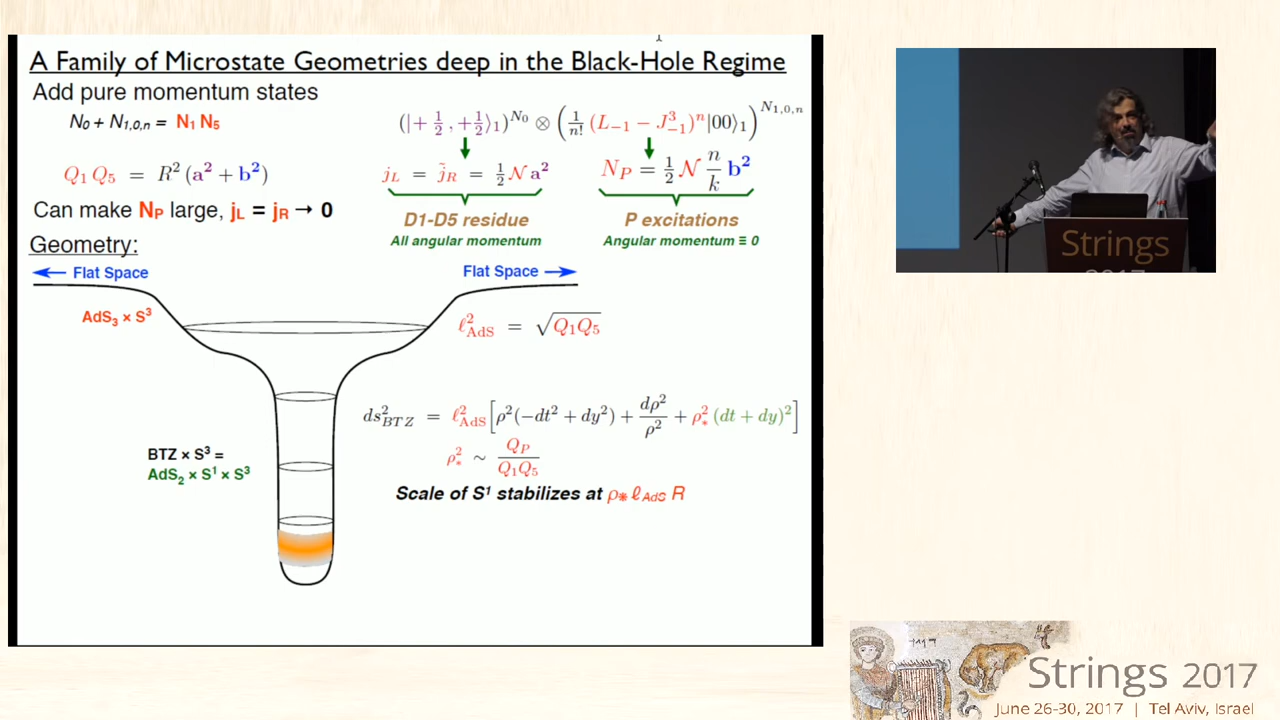 A Family of Microstate Geometries deep in the Black-Hole Regime
Add pure momentum states
N₀ + N₁,₀,ₙ = N₁ N₅
(|+½ , +½⟩₁)^{N₀} ⊗ (1/n! (L₋₁ − J³₋₁)ⁿ |00⟩₁)^{N₁,₀,ₙ}
Q₁ Q₅ = R² (a² + b²)
j_L = j̃_R = ½ 𝒩 a²
N_P = ½ 𝒩 n/k b²
Can make N_P large, j_L = j_R → 0
D1-D5 residue
All angular momentum
P excitations
Angular momentum ≡ 0
Geometry:
← Flat Space
Flat Space →
AdS₃ × S³
ℓ²_AdS = √Q₁Q₅
ds²_BTZ = ℓ²_AdS [ρ²(−dt² + dy²) + dρ²/ρ² + ρ*² (dt + dy)²]
ρ*² ~ Q_P/Q₁Q₅
BTZ × S³ =
AdS₂ × S¹ × S³
Scale of S¹ stabilizes at ρ* ℓ_AdS R
Strings
2017
Strings 2017
June 26-30, 2017 | Tel Aviv, Israel